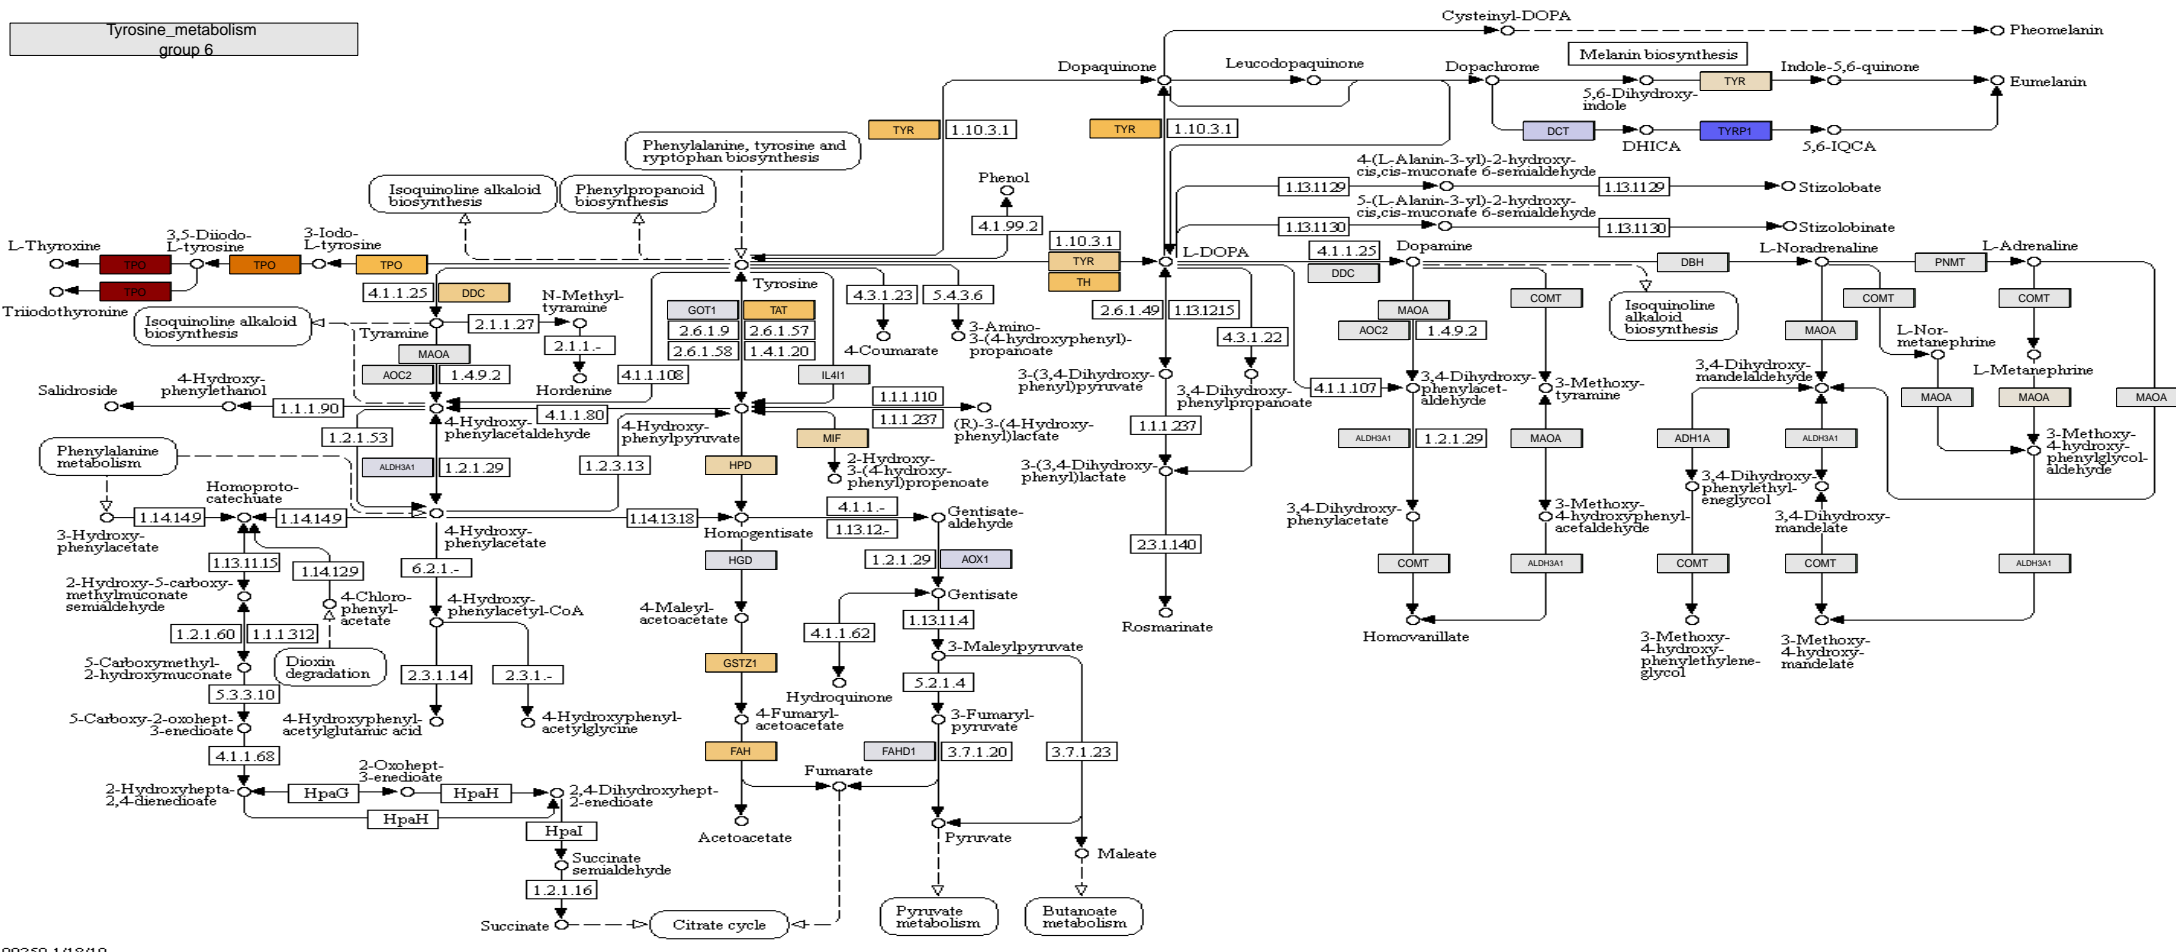 Tyrosine_metabolism
group 6
Cysteinyl-DOPA
Pheomelanin
Melanin biosynthesis
Dopaquinone
Leucodopaquinone
Dopachrome
TYR
Indole-5,6-quinone
Eumelanin
5,6-Dihydroxy-
indole
TYR
1.10.3.1
TYR
1.10.3.1
DCT
TYRP1
DHICA
5,6-IQCA
Phenylalanine, tyrosine and
ryptophan biosynthesis
Isoquinoline alkaloid
biosynthesis
Phenylpropanoid
biosynfhesis
Phenol
4.1.99.2
4-(L-Alanin-3-yl)-2-hydroxy-
cis,cis-muconafe 6-semialdehyde
1.13.1129
1.13.1129
Stizolobate
5-(L-Alanin-3-yl)-2-hydroxy-
cis,cis-muconafe 6-semialdehyde
1.13.1130
1.13.1130
Stizolobinate
L-Thyroxine
3,5-Diiodo-
L-tyrosine
3-Iodo-
L-tyrosine
TPO
TPO
TPO
TPO
Triiodothyronine
Tyrosine
1.10.3.1
TYR
TH
L-DOPA
4.1.1.25
DDC
Dopamine
DBH
L-Noradrenaline
PNMT
L-Adrenaline
4.1.1.25
DDC
N-Methyl-
tyramine
GOT1
TAT
2.6.1.9
2.6.1.57
2.6.1.58
1.4.1.20
4.3.1.23
5.4.3.6
2.6.1.49
1.13.1215
MAOA
AOC2
1.4.9.2
COMT
Isoquinoline
alkaloid
biosynthesis
COMT
COMT
MAOA
Isoquinoline alkaloid
biosynthesis
Tyramine
2.1.1.27
2.1.1.-
Hordenine
4-Coumarate
3-Amino-
3-(4-hydroxyphenyl)-
propanoate
4.3.1.22
L-Nor-
metanephrine
L-Metanephrine
MAOA
AOC2
1.4.9.2
4.1.1.108
IL4I1
3-(3,4-Dihydroxy-
phenyl)pyruvate
3,4-Dihydroxy-
phenylpropanoate
4.1.1.107
3,4-Dihydroxy-
phenylacet-
aldehyde
3-Methoxy-
tyramine
3,4-Dihydroxy-
mandelaldehyde
MAOA
MAOA
MAOA
Salidroside
4-Hydroxy-
phenylethanol
1.1.1.90
4.1.1.80
4-Hydroxy-
phenylacetaldehyde
4-Hydroxy-
phenylpyruvate
1.1.1.110
1.1.1.237
(R)-3-(4-Hydroxy-
phenyl)lactate
1.1.1.237
1.2.1.53
MIF
ALDH3A1
1.2.1.29
MAOA
ADH1A
ALDH3A1
3-Methoxy-
4-hydroxy-
phenylglycol-
aldehyde
Phenylalanine
metabolism
ALDH3A1
1.2.1.29
1.2.3.13
HPD
2-Hydroxy-
3-(4-hydroxy-
phenyl)propenoate
3-(3,4-Dihydroxy-
phenyl)lactate
3,4-Dihydroxy-
phenylethyl-
eneglycol
Homoproto-
catechuate
1.14.14.9
1.14.14.9
3-Hydroxy-
phenylacetate
4-Hydroxy-
phenylacetate
1.14.13.18
Homogentisate
4.1.1.-
1.13.12.-
Gentisate-
aldehyde
3,4-Dihydroxy-
phenylacetate
3-Methoxy-
4-hydroxyphenyl-
acetaldehyde
3,4-Dihydroxy-
mandelate
1.13.11.15
1.14.129
6.2.1.-
HGD
1.2.1.29
AOX1
2.3.1.140
COMT
ALDH3A1
COMT
COMT
ALDH3A1
2-Hydroxy-5-carboxy-
methylmuconate
semialdehyde
4-Chloro-
phenyl-
acetate
4-Hydroxy-
phenylacetyl-CoA
4-Maleyl-
acetoacetate
Gentisate
1.13.11.4
4.1.1.62
Rosmarinate
Homovanillate
3-Methoxy-
4-hydroxy-
phenylethylene-
glycol
3-Methoxy-
4-hydroxy-
mandelate
1.2.1.60
1.1.1.312
Dioxin
degradation
5-Carboxymethyl-
2-hydroxymuconate
2.3.1.14
2.3.1.-
GSTZ1
3-Maleylpyruvate
5.2.1.4
Hydroquinone
5.3.3.10
5-Carboxy-2-oxohept-
3-enedioate
4-Hydroxyphenyl-
acetylglutamic acid
4-Hydroxyphenyl-
acetylglycine
4-Fumaryl-
acetoacefate
3-Fumaryl-
pyruvate
4.1.1.68
FAH
FAHD1
3.7.1.20
3.7.1.23
2-Oxohept-
3-enedioate
Fumarate
2-Hydroxyhepta-
2,4-dienedioafe
HpaG
HpaH
2,4-Dihydroxyhept-
2-enedioate
HpaH
HpaI
Acetoacetate
Pyruvate
Maleate
Succinate
semialdehyde
1.2.1.16
Succinate
Citrate cycle
Pyruvate
metabolism
Butanoate
metabolism